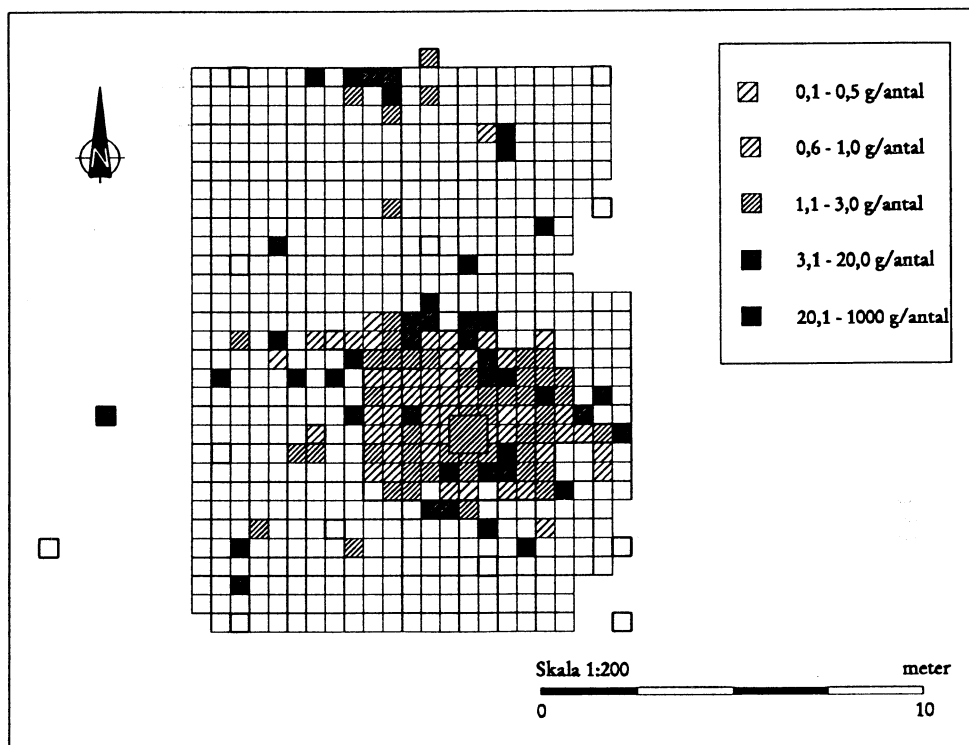 N
0,1 - 0,5 g/antal
0,6 - 1,0 g/antal
1,1 - 3,0 g/antal
3,1 - 20,0 g/antal
20,1 - 1000 g/antal
Skala 1:200 meter
0 10